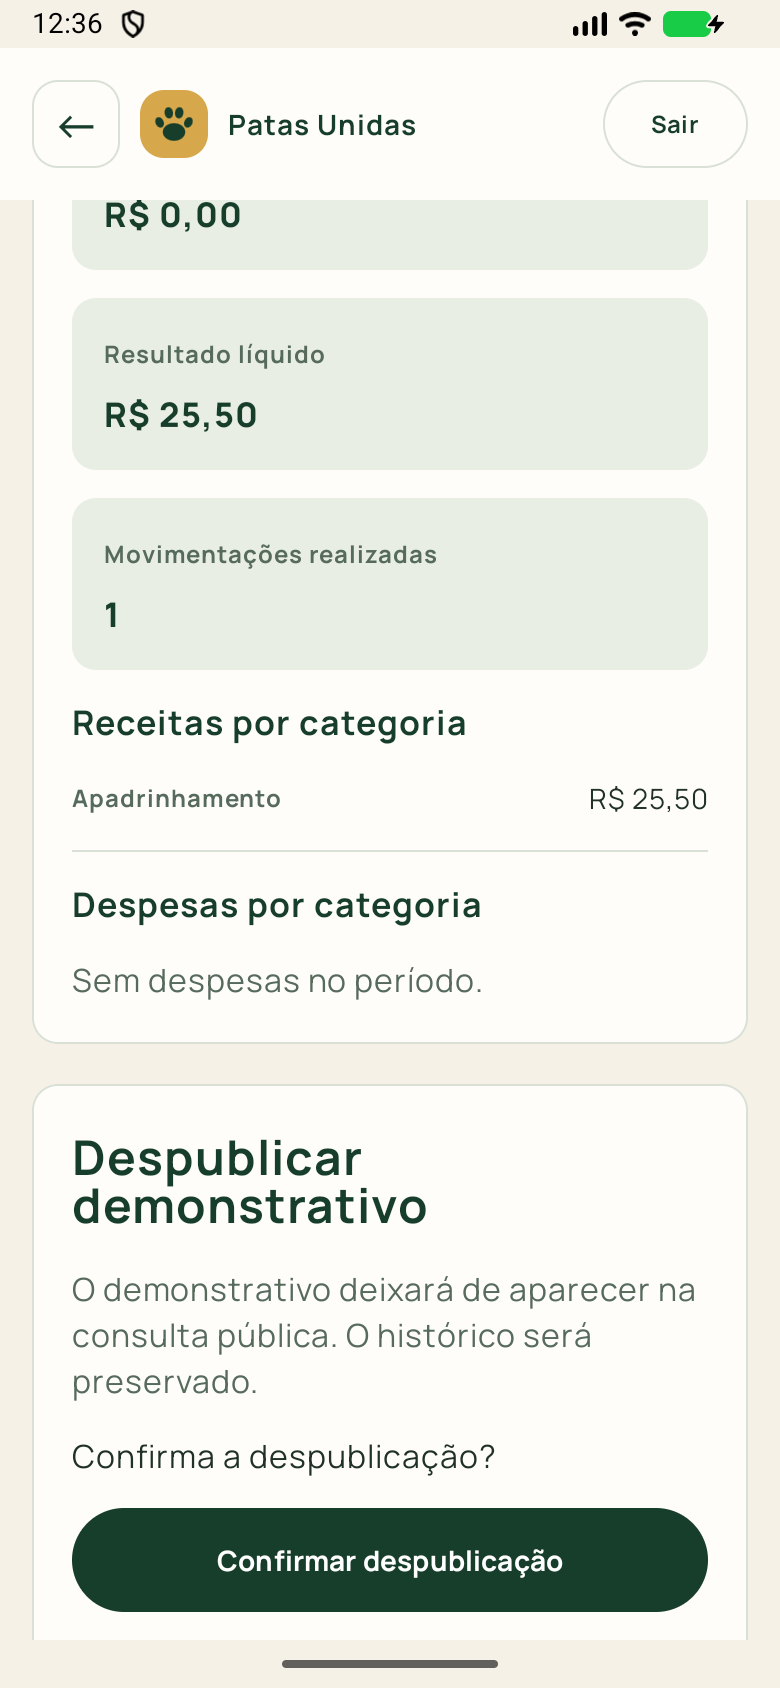 12:36
Patas Unidas
Sair
R$ 0,00
Resultado líquido
R$ 25,50
Movimentações realizadas
1
Receitas por categoria
Apadrinhamento R$ 25,50
Despesas por categoria
Sem despesas no período.
Despublicar
demonstrativo
O demonstrativo deixará de aparecer na
consulta pública. O histórico será
preservado.
Confirma a despublicação?
Confirmar despublicação